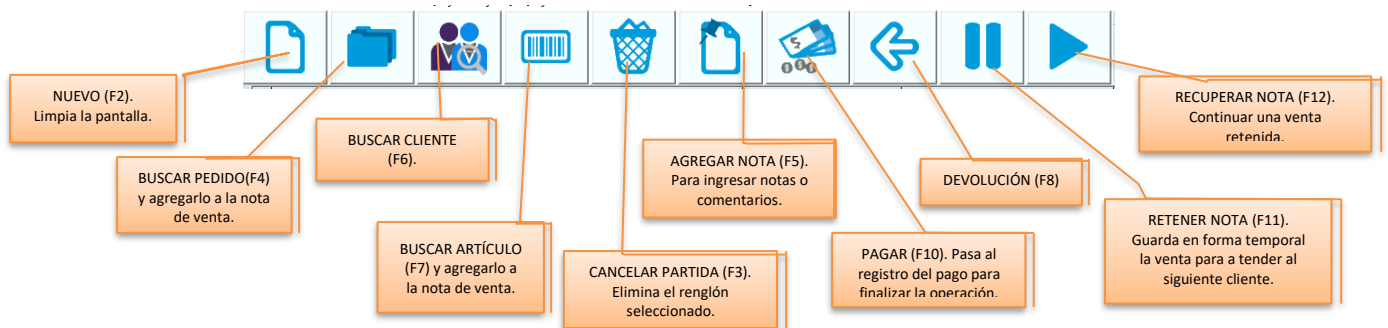 NUEVO (F2).
Limpia la pantalla.
BUSCAR PEDIDO(F4)
y agregarlo a la nota
de venta.
BUSCAR CLIENTE
(F6).
BUSCAR ARTÍCULO
(F7) y agregarlo a
la nota de venta.
CANCELAR PARTIDA (F3).
Elimina el renglón
seleccionado.
AGREGAR NOTA (F5).
Para ingresar notas o
comentarios.
PAGAR (F10). Pasa al
registro del pago para
finalizar la operación.
DEVOLUCIÓN (F8)
RETENER NOTA (F11).
Guarda en forma temporal
la venta para a tender al
siguiente cliente.
RECUPERAR NOTA (F12).
Continuar una venta
retenida.